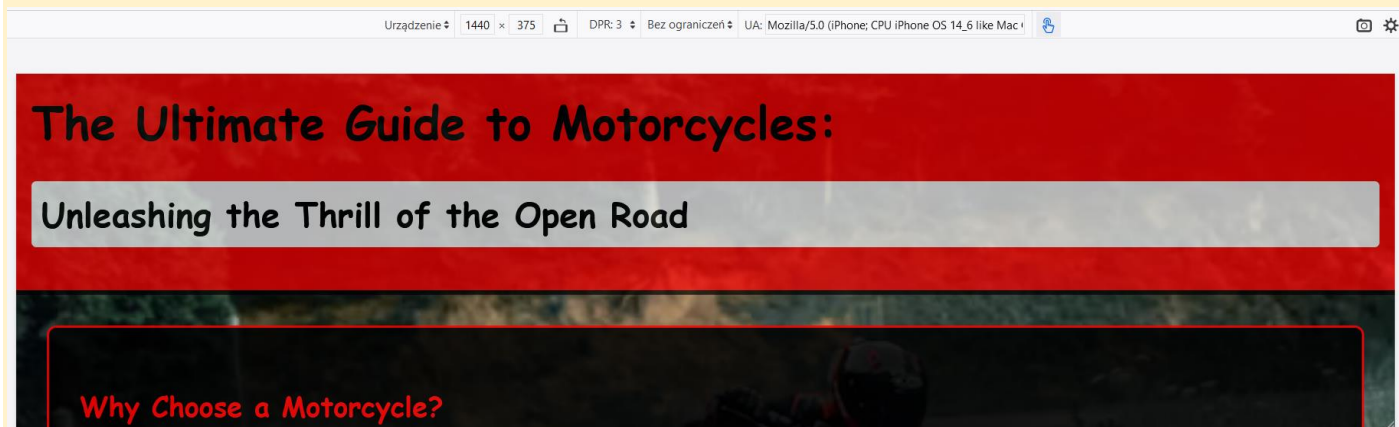 Urządzenie 1440 × 375 DPR: 3 Bez ograniczeń UA: Mozilla/5.0 (iPhone; CPU iPhone OS 14_6 like Mac
The Ultimate Guide to Motorcycles:
Unleashing the Thrill of the Open Road
Why Choose a Motorcycle?